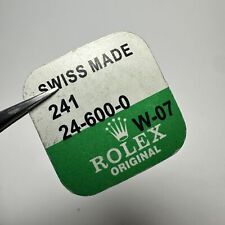 SWISS MADE
241
24-600-0
W-07
ROLEX
ORIGINAL